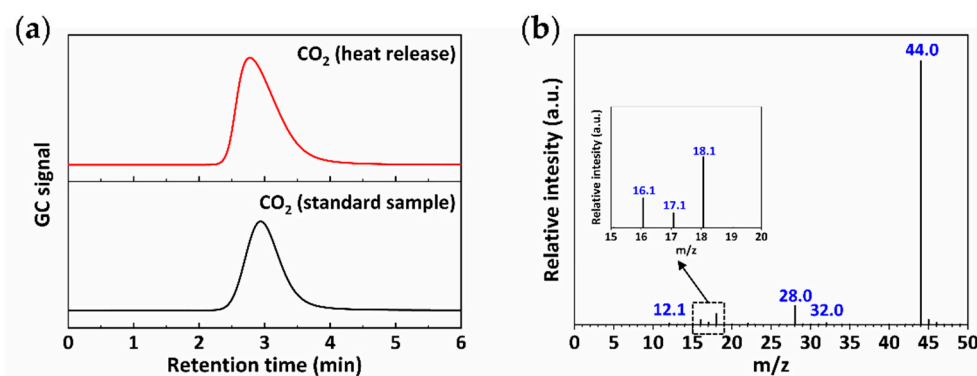 (a)
CO₂ (heat release)
CO₂ (standard sample)
GC signal
0 1 2 3 4 5 6
Retention time (min)
(b)
44.0
Relative intesity (a.u.)
Relative intesity (a.u.)
18.1
16.1
17.1
15 16 17 18 19 20
m/z
12.1
28.0
32.0
0 5 10 15 20 25 30 35 40 45 50
m/z